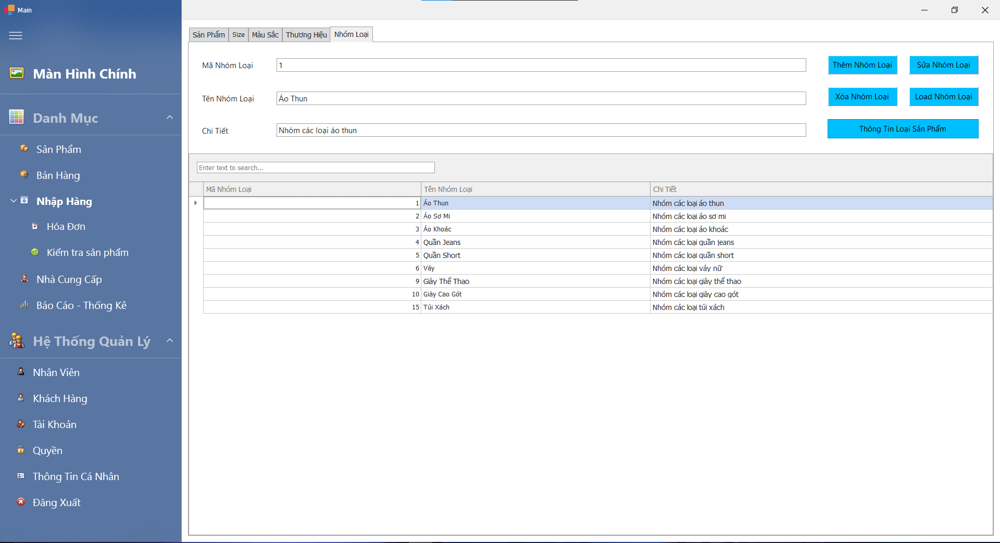 Main
Màn Hình Chính
Danh Mục
Sản Phẩm
Bán Hàng
Nhập Hàng
Hóa Đơn
Kiểm tra sản phẩm
Nhà Cung Cấp
Báo Cáo - Thống Kê
Hệ Thống Quản Lý
Nhân Viên
Khách Hàng
Tài Khoản
Quyền
Thông Tin Cá Nhân
Đăng Xuất
Sản Phẩm Size Màu Sắc Thương Hiệu Nhóm Loại
Mã Nhóm Loại 1
Tên Nhóm Loại Áo Thun
Chi Tiết Nhóm các loại áo thun
Thêm Nhóm Loại Sửa Nhóm Loại
Xóa Nhóm Loại Load Nhóm Loại
Thông Tin Loại Sản Phẩm
Enter text to search...
Mã Nhóm Loại Tên Nhóm Loại Chi Tiết
1 Áo Thun Nhóm các loại áo thun
2 Áo Sơ Mi Nhóm các loại áo sơ mi
3 Áo Khoác Nhóm các loại áo khoác
4 Quần Jeans Nhóm các loại quần jeans
5 Quần Short Nhóm các loại quần short
6 Váy Nhóm các loại váy nữ
9 Giày Thể Thao Nhóm các loại giày thể thao
10 Giày Cao Gót Nhóm các loại giày cao gót
15 Túi Xách Nhóm các loại túi xách